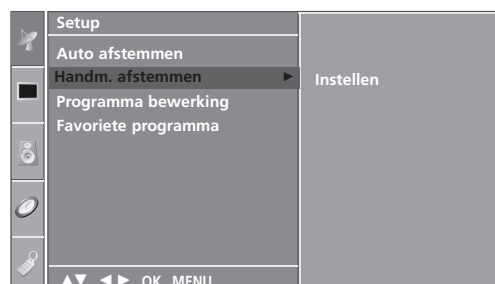 Setup
Auto afstemmen
Handm. afstemmen ► Instellen
Programma bewerking
Favoriete programma
▲▼ ◄► OK MENU